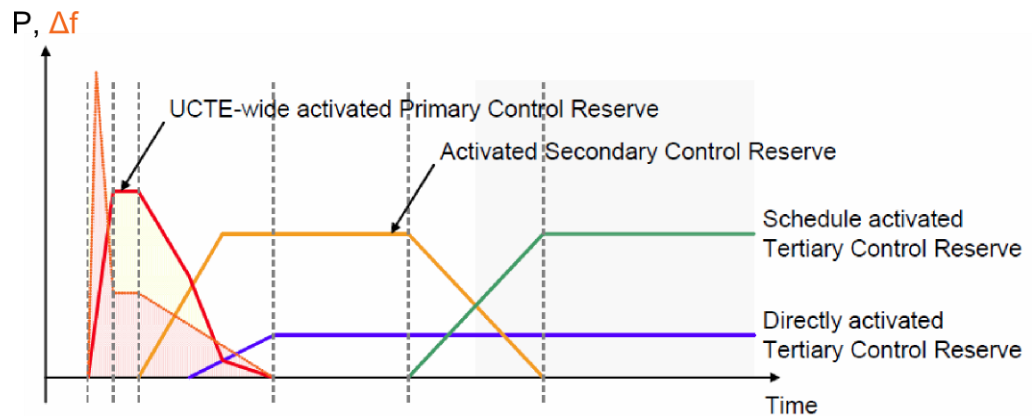 P, Δf
UCTE-wide activated Primary Control Reserve
Activated Secondary Control Reserve
Schedule activated
Tertiary Control Reserve
Directly activated
Tertiary Control Reserve
Time